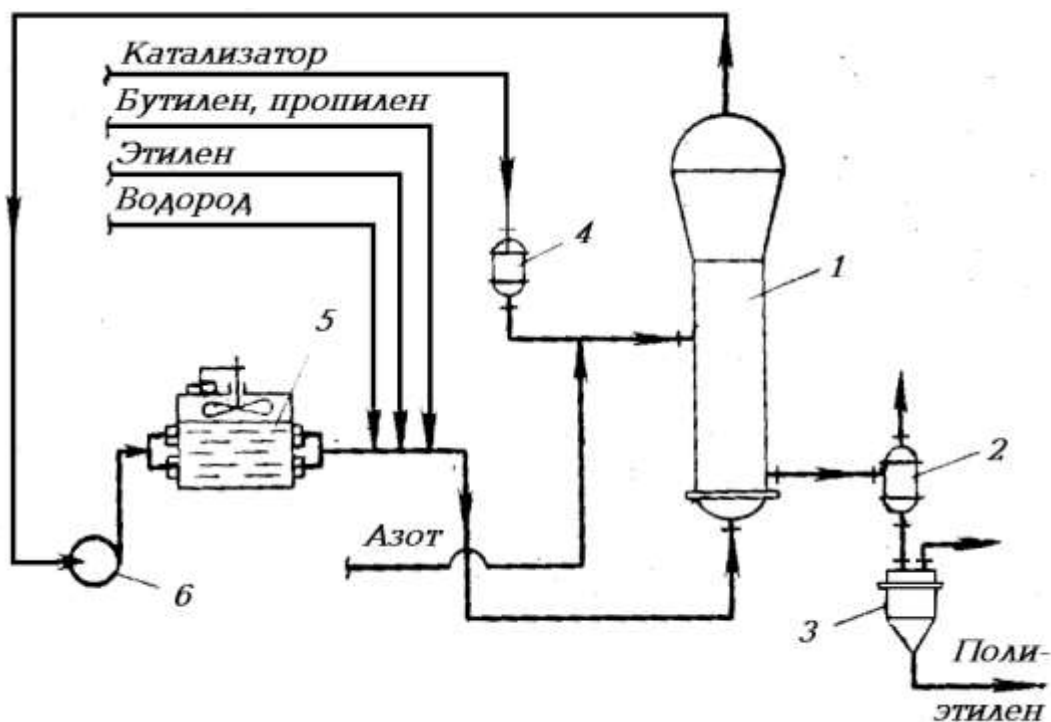 Катализатор
Бутилен, пропилен
Этилен
Водород
4
1
5
2
Азот
6
3
Поли-
этилен